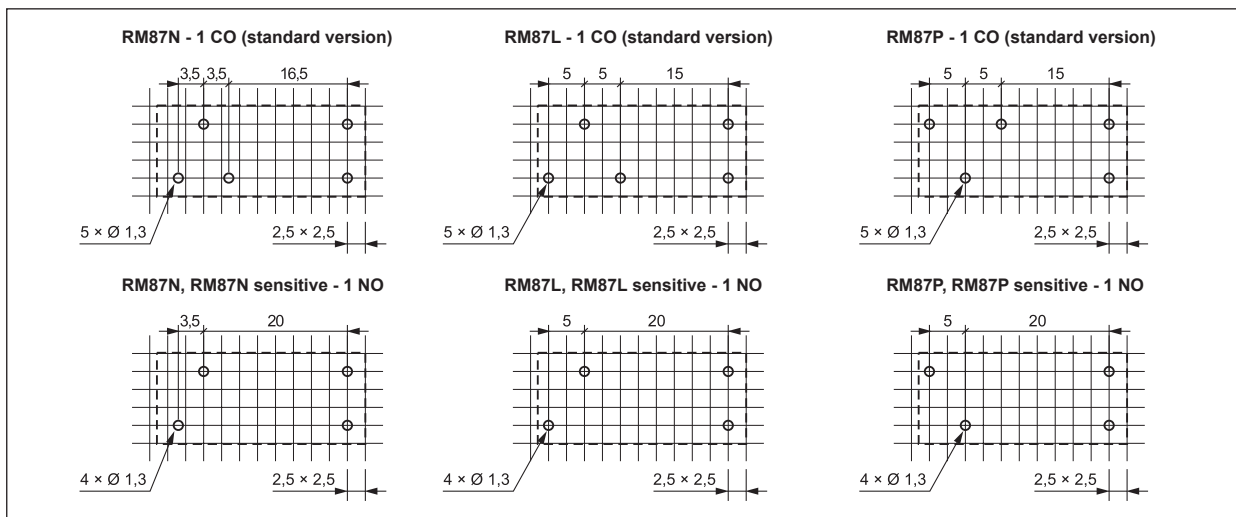 RM87N - 1 CO (standard version)
3,5 3,5 16,5
5 × Ø 1,3
2,5 × 2,5
RM87L - 1 CO (standard version)
5 5 15
5 × Ø 1,3
2,5 × 2,5
RM87P - 1 CO (standard version)
5 5 15
5 × Ø 1,3
2,5 × 2,5
RM87N, RM87N sensitive - 1 NO
3,5 20
4 × Ø 1,3
2,5 × 2,5
RM87L, RM87L sensitive - 1 NO
5 20
4 × Ø 1,3
2,5 × 2,5
RM87P, RM87P sensitive - 1 NO
5 20
4 × Ø 1,3
2,5 × 2,5